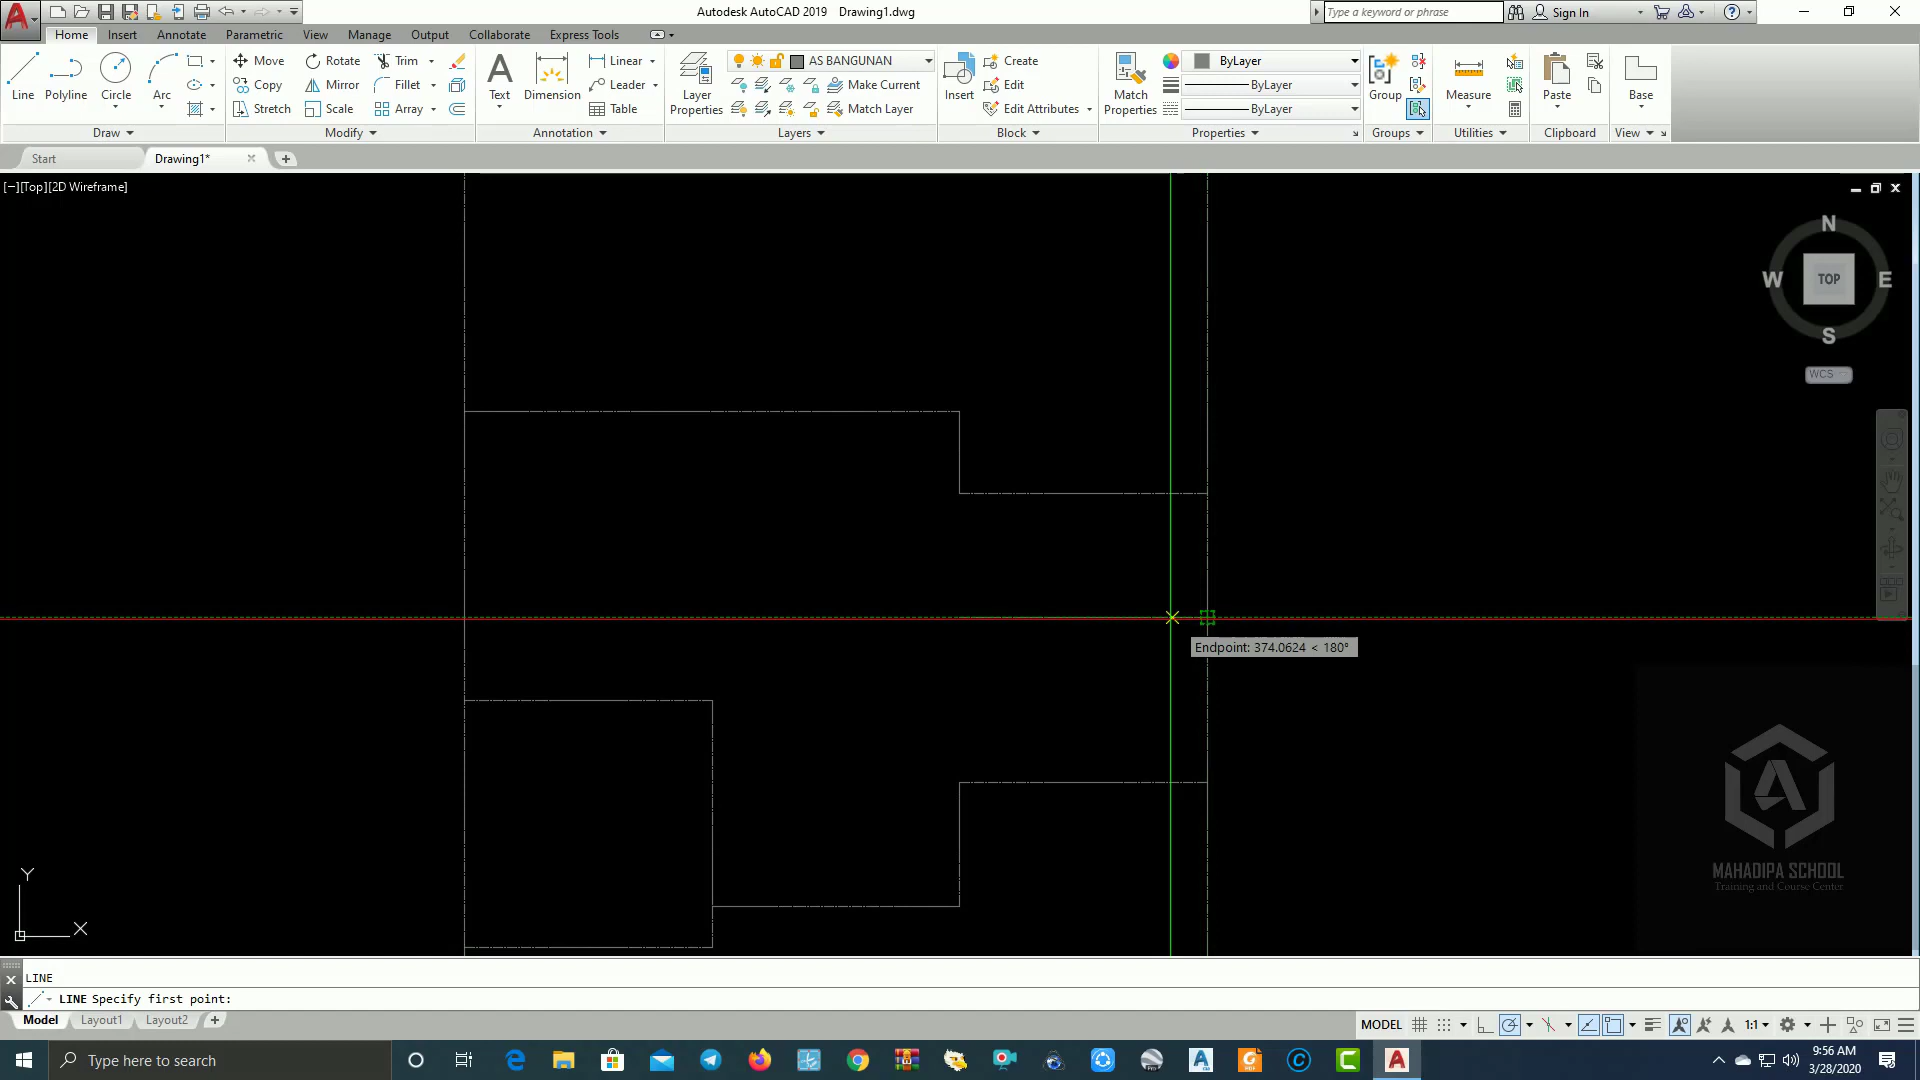 Autodesk AutoCAD 2019 Drawing1.dwg
Type a keyword or phrase
Sign In
Home Insert Annotate Parametric View Manage Output Collaborate Express Tools
Line Polyline Circle Arc
Move Rotate Trim
Copy Mirror Fillet
Stretch Scale Array
Text Dimension
Linear
Leader
Table
Layer
Properties
AS BANGUNAN
Make Current
Match Layer
Insert
Create
Edit
Edit Attributes
Match
Properties
ByLayer
ByLayer
ByLayer
Group
Measure
Paste
Base
Draw Modify Annotation Layers Block Properties Groups Utilities Clipboard View
Start Drawing1*
[−][Top][2D Wireframe]
N
W TOP E
S
WCS
Endpoint: 374.0624 < 180°
MAHADIPA SCHOOL
Training and Course Center
Y
X
LINE
LINE Specify first point:
Model Layout1 Layout2
MODEL 1:1
Type here to search
9:56 AM
3/28/2020